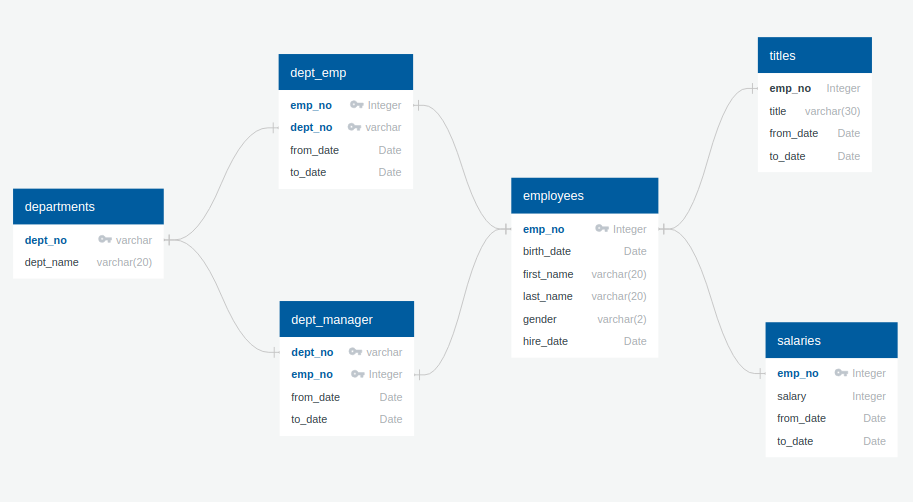 departments
dept_no varchar
dept_name varchar(20)
dept_emp
emp_no Integer
dept_no varchar
from_date Date
to_date Date
dept_manager
dept_no varchar
emp_no Integer
from_date Date
to_date Date
employees
emp_no Integer
birth_date Date
first_name varchar(20)
last_name varchar(20)
gender varchar(2)
hire_date Date
titles
emp_no Integer
title varchar(30)
from_date Date
to_date Date
salaries
emp_no Integer
salary Integer
from_date Date
to_date Date